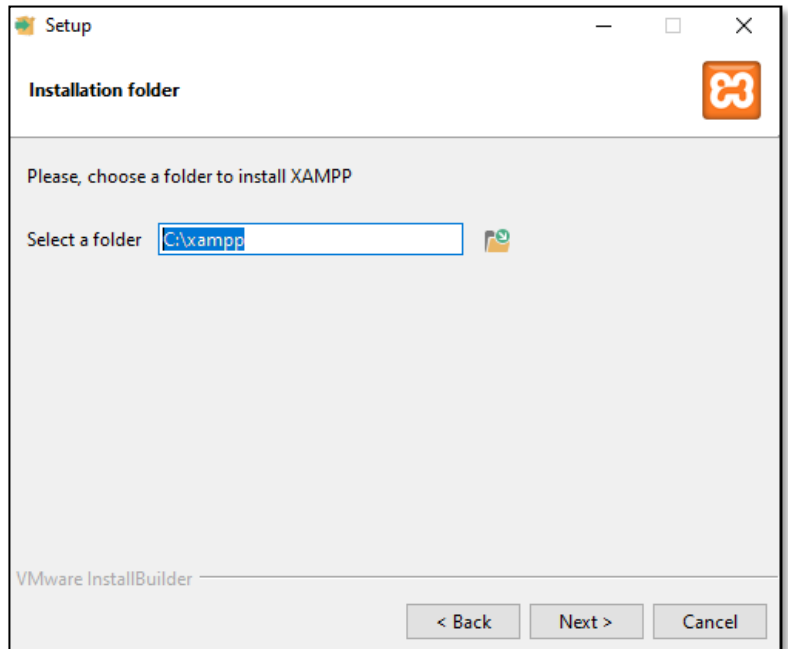 Setup
Installation folder
Please, choose a folder to install XAMPP
Select a folder C:\xampp
VMware InstallBuilder
< Back Next > Cancel